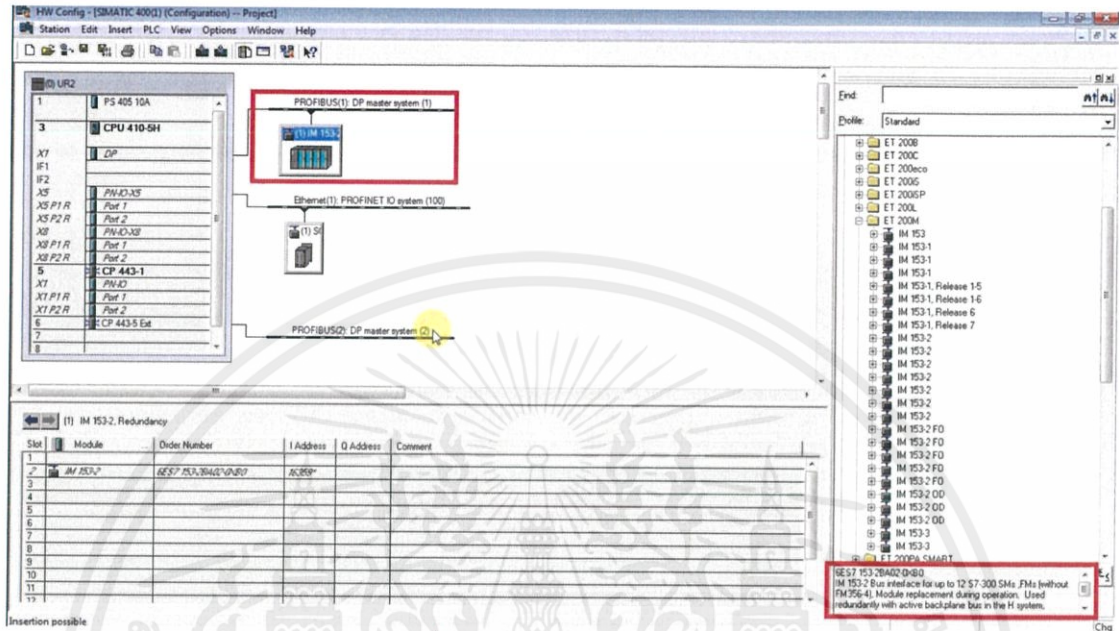 HW Config - [SIMATIC 400(1) (Configuration) -- Project]
Station Edit Insert PLC View Options Window Help
(0) UR2
1 PS 405 10A
3 CPU 410-5H
X1 DP
IF1
IF2
X5 PN-IO-X5
X5 P1 R Port 1
X5 P2 R Port 2
X8 PN-IO-X8
X8 P1 R Port 1
X8 P2 R Port 2
5 CP 443-1
X1 PN-IO
X1 P1 R Port 1
X1 P2 R Port 2
6 CP 443-5 Ext
7
8
PROFIBUS(1): DP master system (1)
(1) IM 153-2
Ethernet(1): PROFINET IO system (100)
(1) S
PROFIBUS(2): DP master system (2)
Find:
Profile: Standard
ET 200B
ET 200C
ET 200eco
ET 200iS
ET 200iSP
ET 200L
ET 200M
IM 153
IM 153-1
IM 153-1
IM 153-1
IM 153-1, Release 1-5
IM 153-1, Release 1-6
IM 153-1, Release 6
IM 153-1, Release 7
IM 153-2
IM 153-2
IM 153-2
IM 153-2
IM 153-2
IM 153-2
IM 153-2
IM 153-2 FO
IM 153-2 FO
IM 153-2 FO
IM 153-2 FO
IM 153-2 FO
IM 153-2 OD
IM 153-2 OD
IM 153-2 OD
IM 153-3
IM 153-3
ET 200PA SMART
6ES7 153-2BA02-0XB0
IM 153-2 Bus interface for up to 12 S7-300 SMs ,FMs (without
FM356-4), Module replacement during operation. Used
redundantly with active backplane bus in the H system,
(1) IM 153-2, Redundancy
Slot Module Order Number I Address Q Address Comment
1
2 IM 153-2 6ES7 153-2BA02-0XB0
3
4
5
6
7
8
9
10
11
12
Insertion possible
Chg